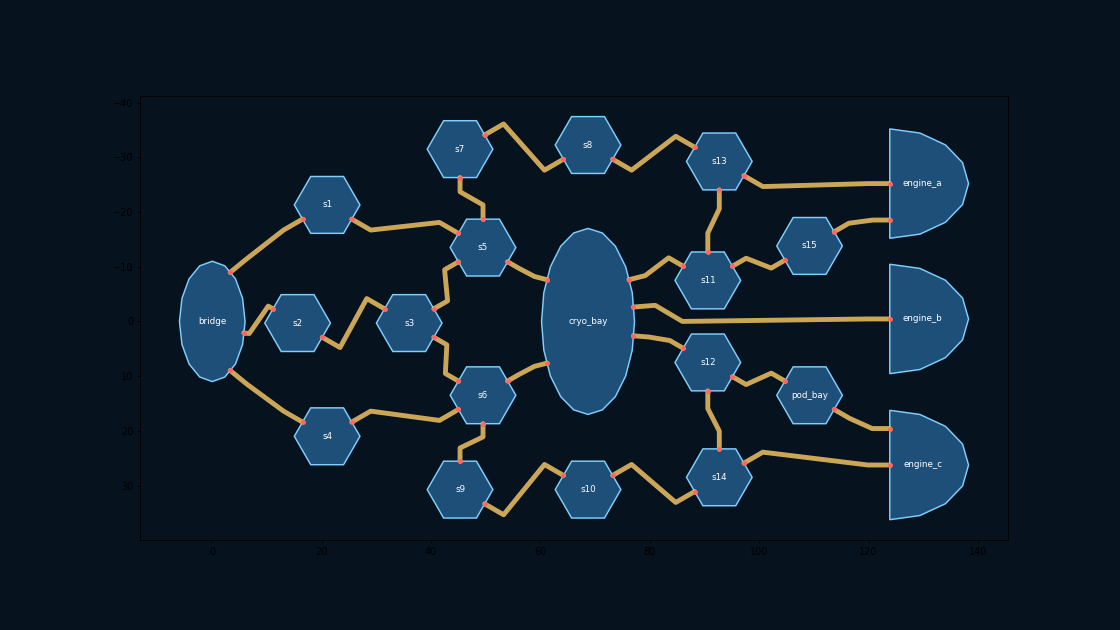 −40
−30
−20
−10
0
10
20
30
0 20 40 60 80 100 120 140
s7
s8
s13
engine_a
s1
s5
s15
s11
bridge
s2
s3
cryo_bay
engine_b
s12
s6
pod_bay
s4
s9
s10
s14
engine_c